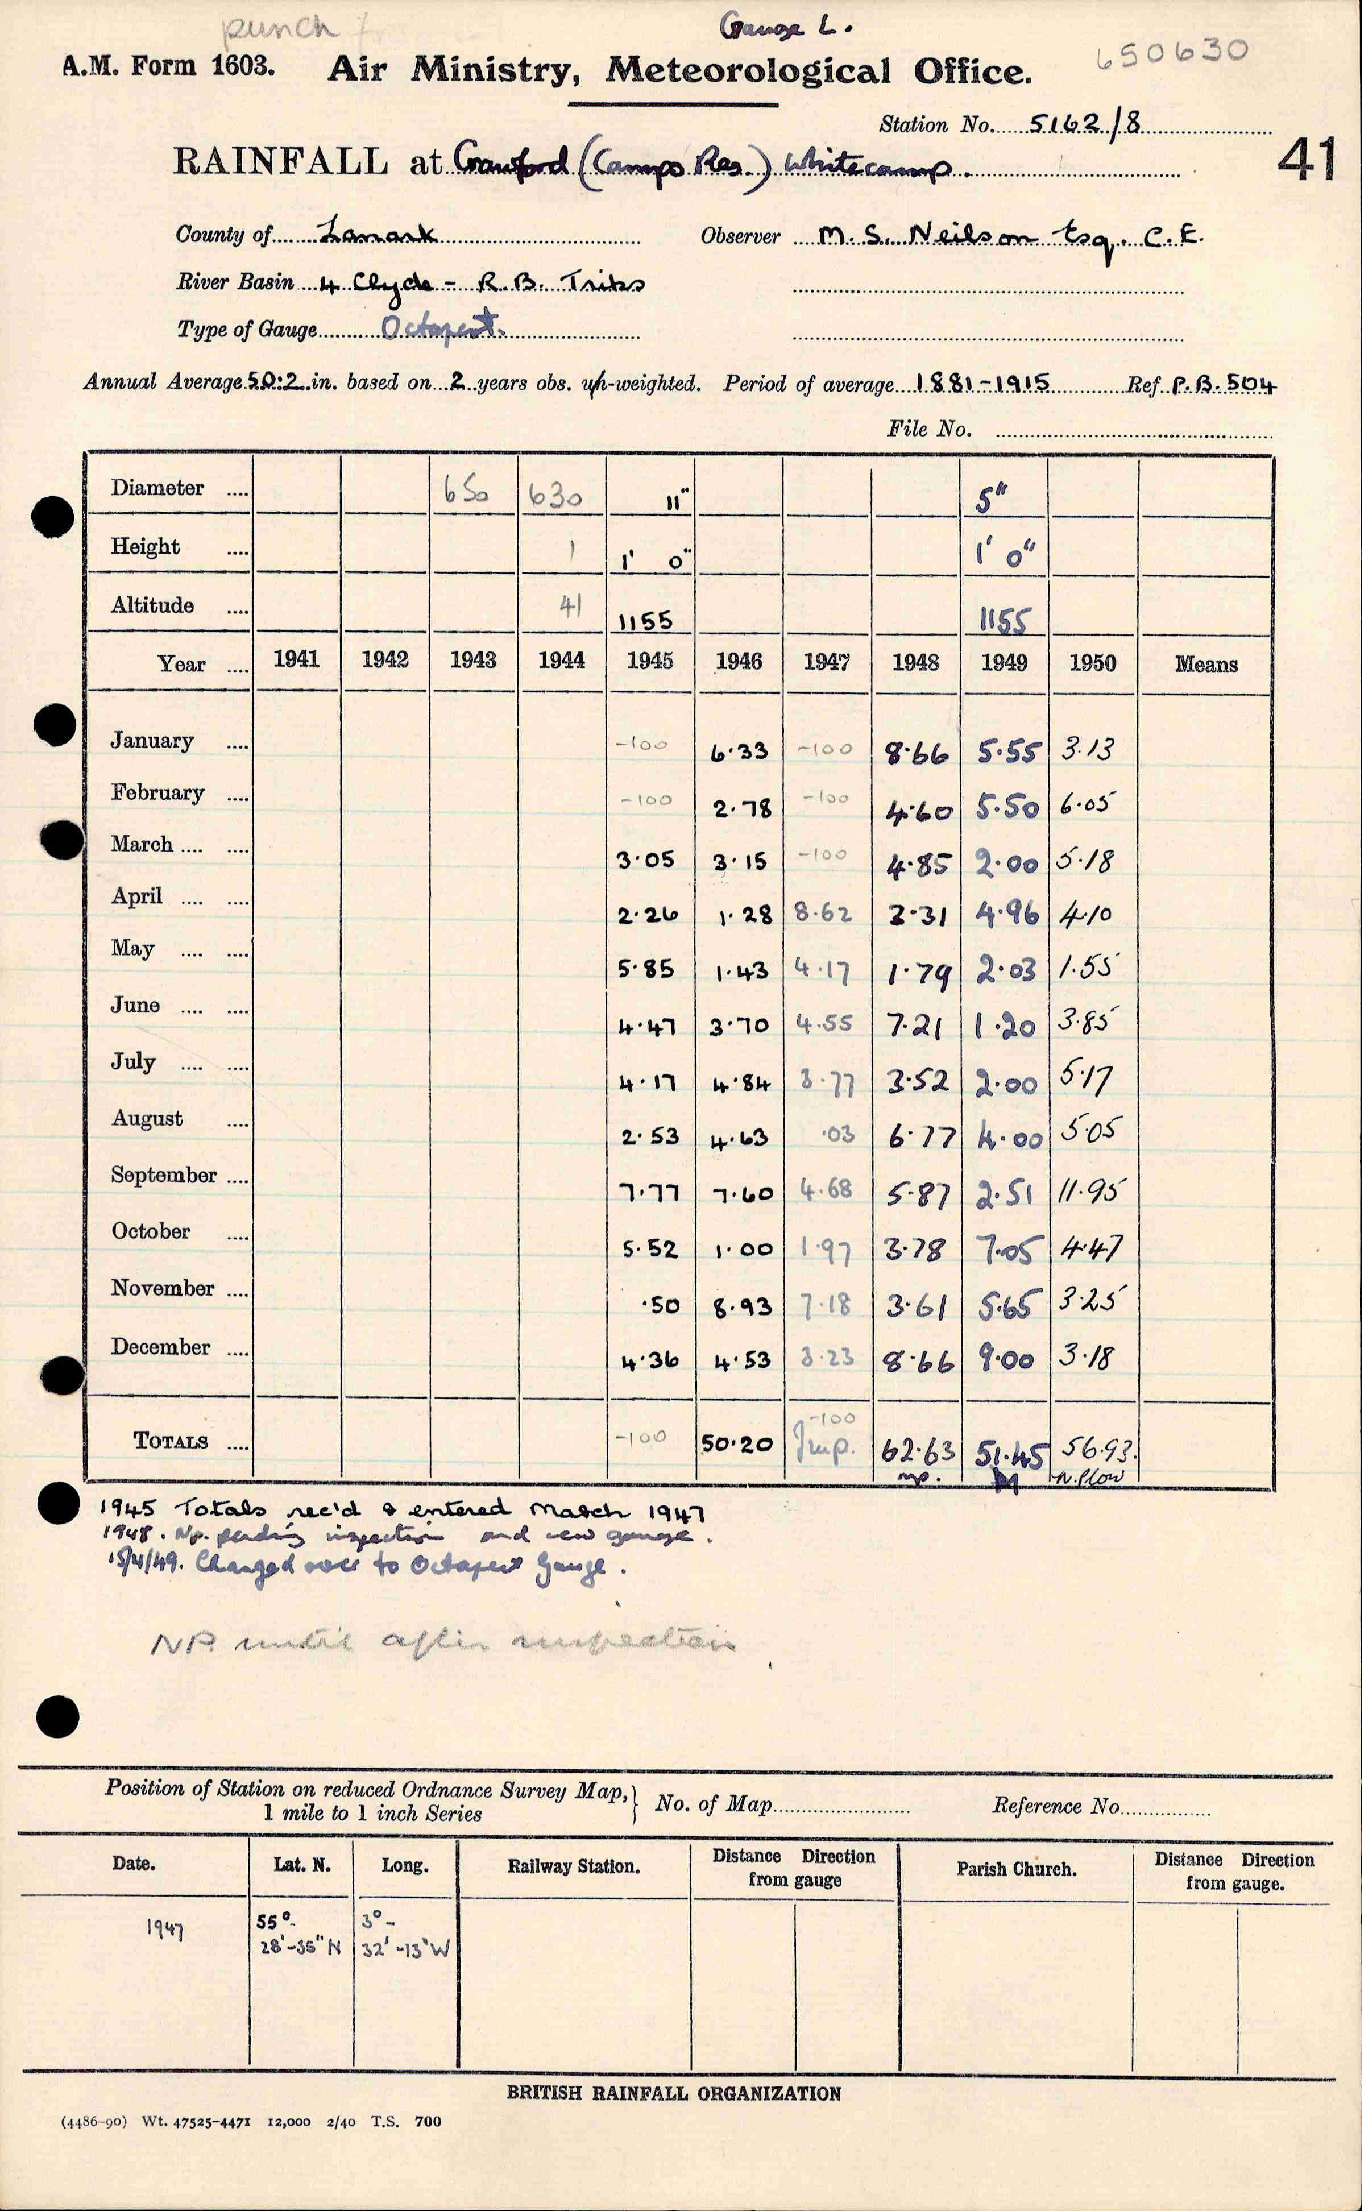 punch
Gauge L.
A.M. Form 1603. Air Ministry, Meteorological Office. 650630
Station No. 5162/8
RAINFALL at Crawford (Camps Res.) Whitecamp. 41
County of Lanark Observer M. S. Neilson Esq. C.E.
River Basin 4 Clyde - R.B. Tribs
Type of Gauge Octapent.
Annual Average 50.2 in. based on 2 years obs. -weighted. Period of average 1881-1915 Ref. P.B. 504
File No.
Diameter .... 650 630 11" 5"
Height .... 1 1' 0" 1' 0"
Altitude .... 41 1155 1155
Year .... 1941 1942 1943 1944 1945 1946 1947 1948 1949 1950 Means
January .... -100 6.33 -100 8.66 5.55 3.13
February .... -100 2.78 -100 4.60 5.50 6.05
March .... .... 3.05 3.15 -100 4.85 2.00 5.18
April .... .... 2.26 1.28 8.62 3.31 4.96 4.10
May .... .... 5.85 1.43 4.17 1.79 2.03 1.55
June .... .... 4.47 3.70 4.55 7.21 1.20 3.85
July .... .... 4.17 4.84 3.77 3.52 2.00 5.17
August .... 2.53 4.63 .03 6.77 4.00 5.05
September .... 7.77 7.60 4.68 5.87 2.51 11.95
October .... 5.52 1.00 1.97 3.78 7.05 4.47
November .... .50 8.93 7.18 3.61 5.65 3.25
December .... 4.36 4.53 3.23 8.66 9.00 3.18
-100
TOTALS .... -100 50.20 Imp. 62.63 51.45 56.93.
np. N.Plow
1945 Totals rec'd & entered March 1947
1948. Np. pending inspection and new gauge.
15/4/49. Changed over to Octapent Gauge.
NP. until after inspection
Position of Station on reduced Ordnance Survey Map,
1 mile to 1 inch Series
No. of Map Reference No.
Date. Lat. N. Long. Railway Station. Distance Direction from gauge Parish Church. Distance Direction from gauge.
1947 55°- 3°-
28'-35" N 32'-13"W
BRITISH RAINFALL ORGANIZATION
(4486-90) Wt. 47525-4471 12,000 2/40 T.S. 700